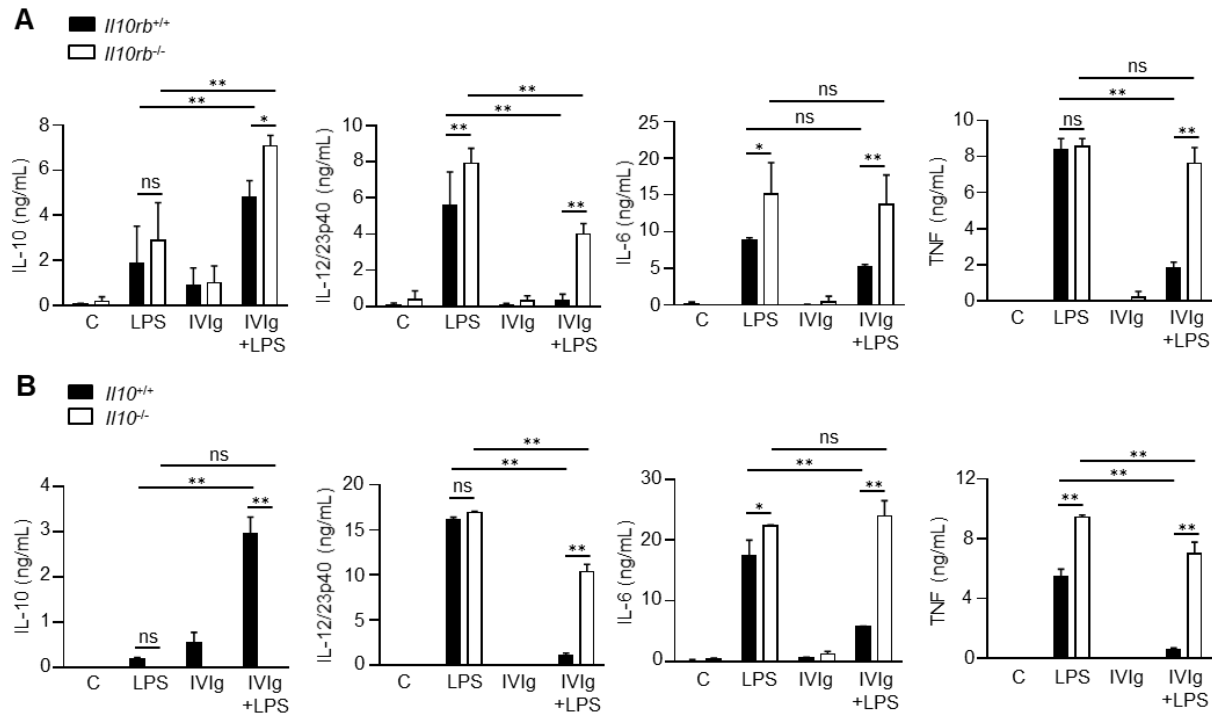 A
Il10rb+/+
Il10rb-/-
IL-10 (ng/mL)
8
6
4
2
0
ns
*
**
**
C
LPS
IVIg
IVIg
+LPS
IL-12/23p40 (ng/mL)
10
8
6
4
2
0
**
**
**
**
C
LPS
IVIg
IVIg
+LPS
IL-6 (ng/mL)
25
20
15
10
5
0
ns
ns
*
**
C
LPS
IVIg
IVIg
+LPS
TNF (ng/mL)
10
8
6
4
2
0
ns
**
ns
**
C
LPS
IVIg
IVIg
+LPS
B
Il10+/+
Il10-/-
IL-10 (ng/mL)
4
3
2
1
0
ns
**
**
ns
C
LPS
IVIg
IVIg
+LPS
IL-12/23p40 (ng/mL)
20
15
10
5
0
**
**
ns
**
C
LPS
IVIg
IVIg
+LPS
IL-6 (ng/mL)
30
20
10
0
ns
**
*
**
C
LPS
IVIg
IVIg
+LPS
TNF (ng/mL)
12
9
6
3
0
**
**
**
**
C
LPS
IVIg
IVIg
+LPS